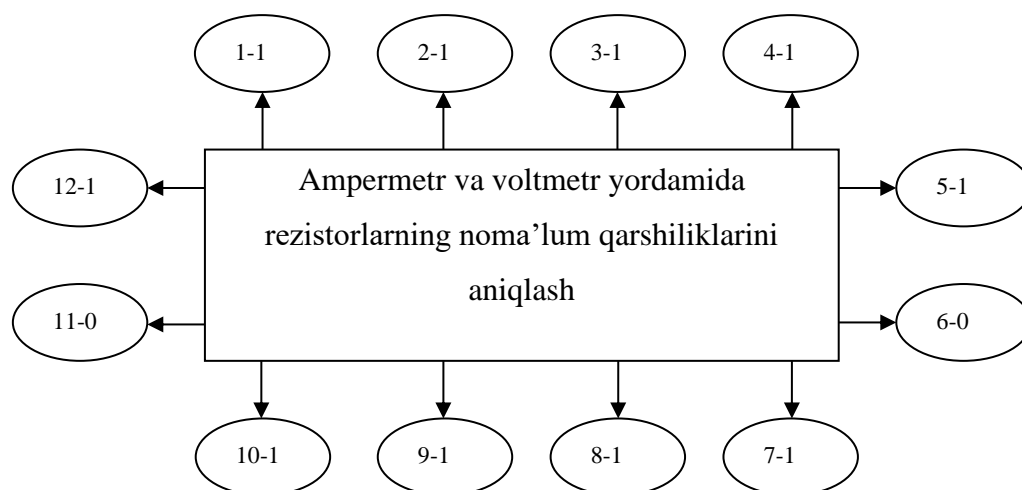 1-1 2-1 3-1 4-1
12-1 5-1
Ampermetr va voltmetr yordamida
rezistorlarning noma’lum qarshiliklarini
aniqlash
11-0 6-0
10-1 9-1 8-1 7-1